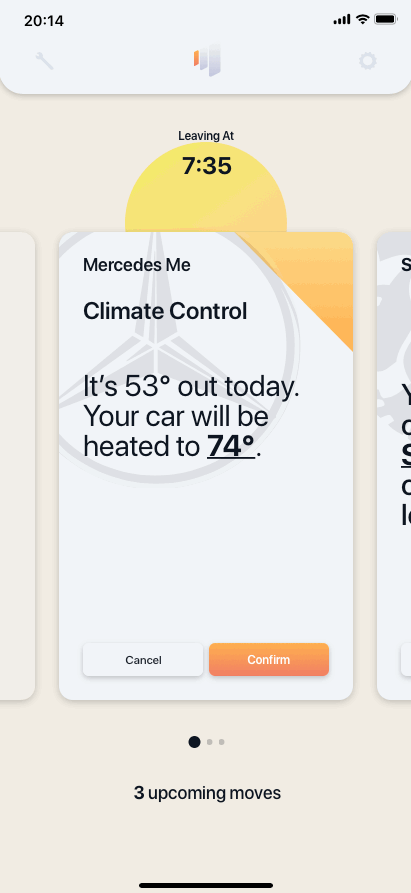 20:14
Leaving At
7:35
Mercedes Me
Climate Control
It’s 53° out today.
Your car will be
heated to 74°.
Cancel
Confirm
3 upcoming moves